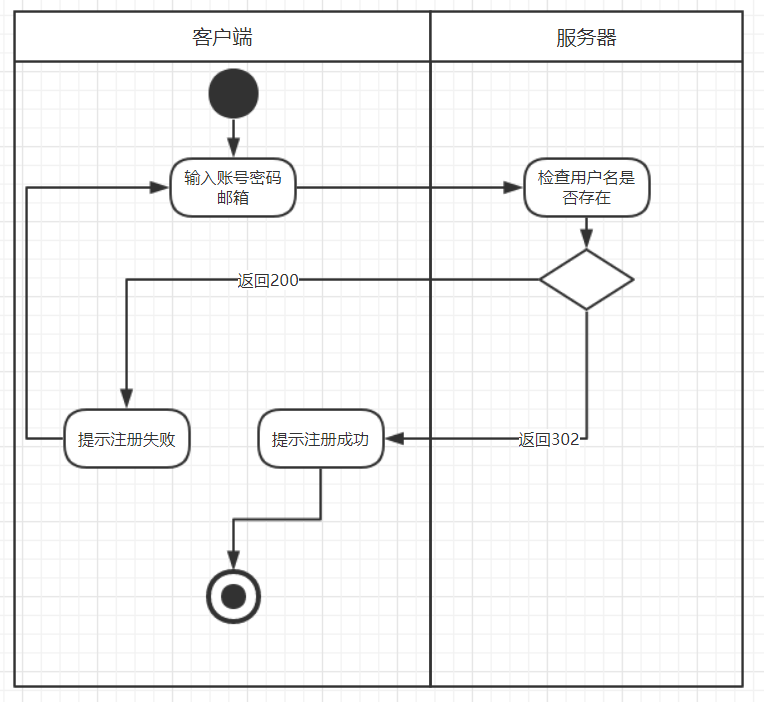 客户端
服务器
输入账号密码
邮箱
检查用户名是
否存在
返回200
提示注册失败
提示注册成功
返回302